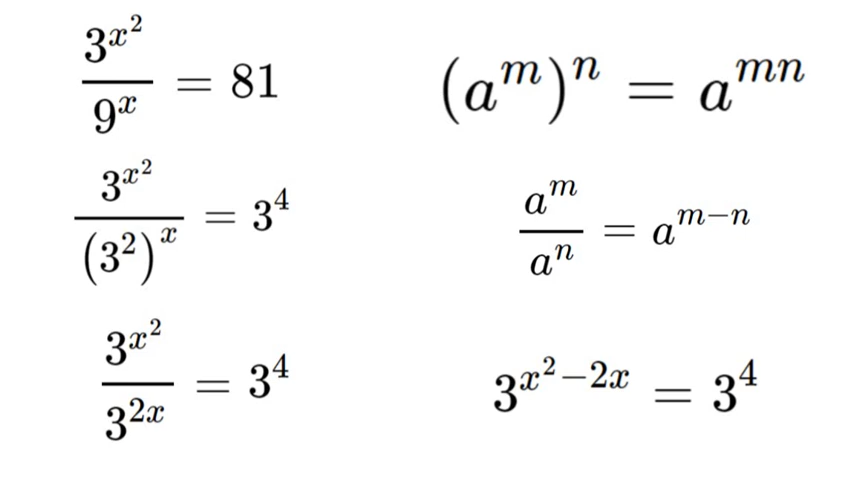 3^{x^2} / 9^x = 81
(a^m)^n = a^{mn}
3^{x^2} / (3^2)^x = 3^4
a^m / a^n = a^{m-n}
3^{x^2} / 3^{2x} = 3^4
3^{x^2-2x} = 3^4